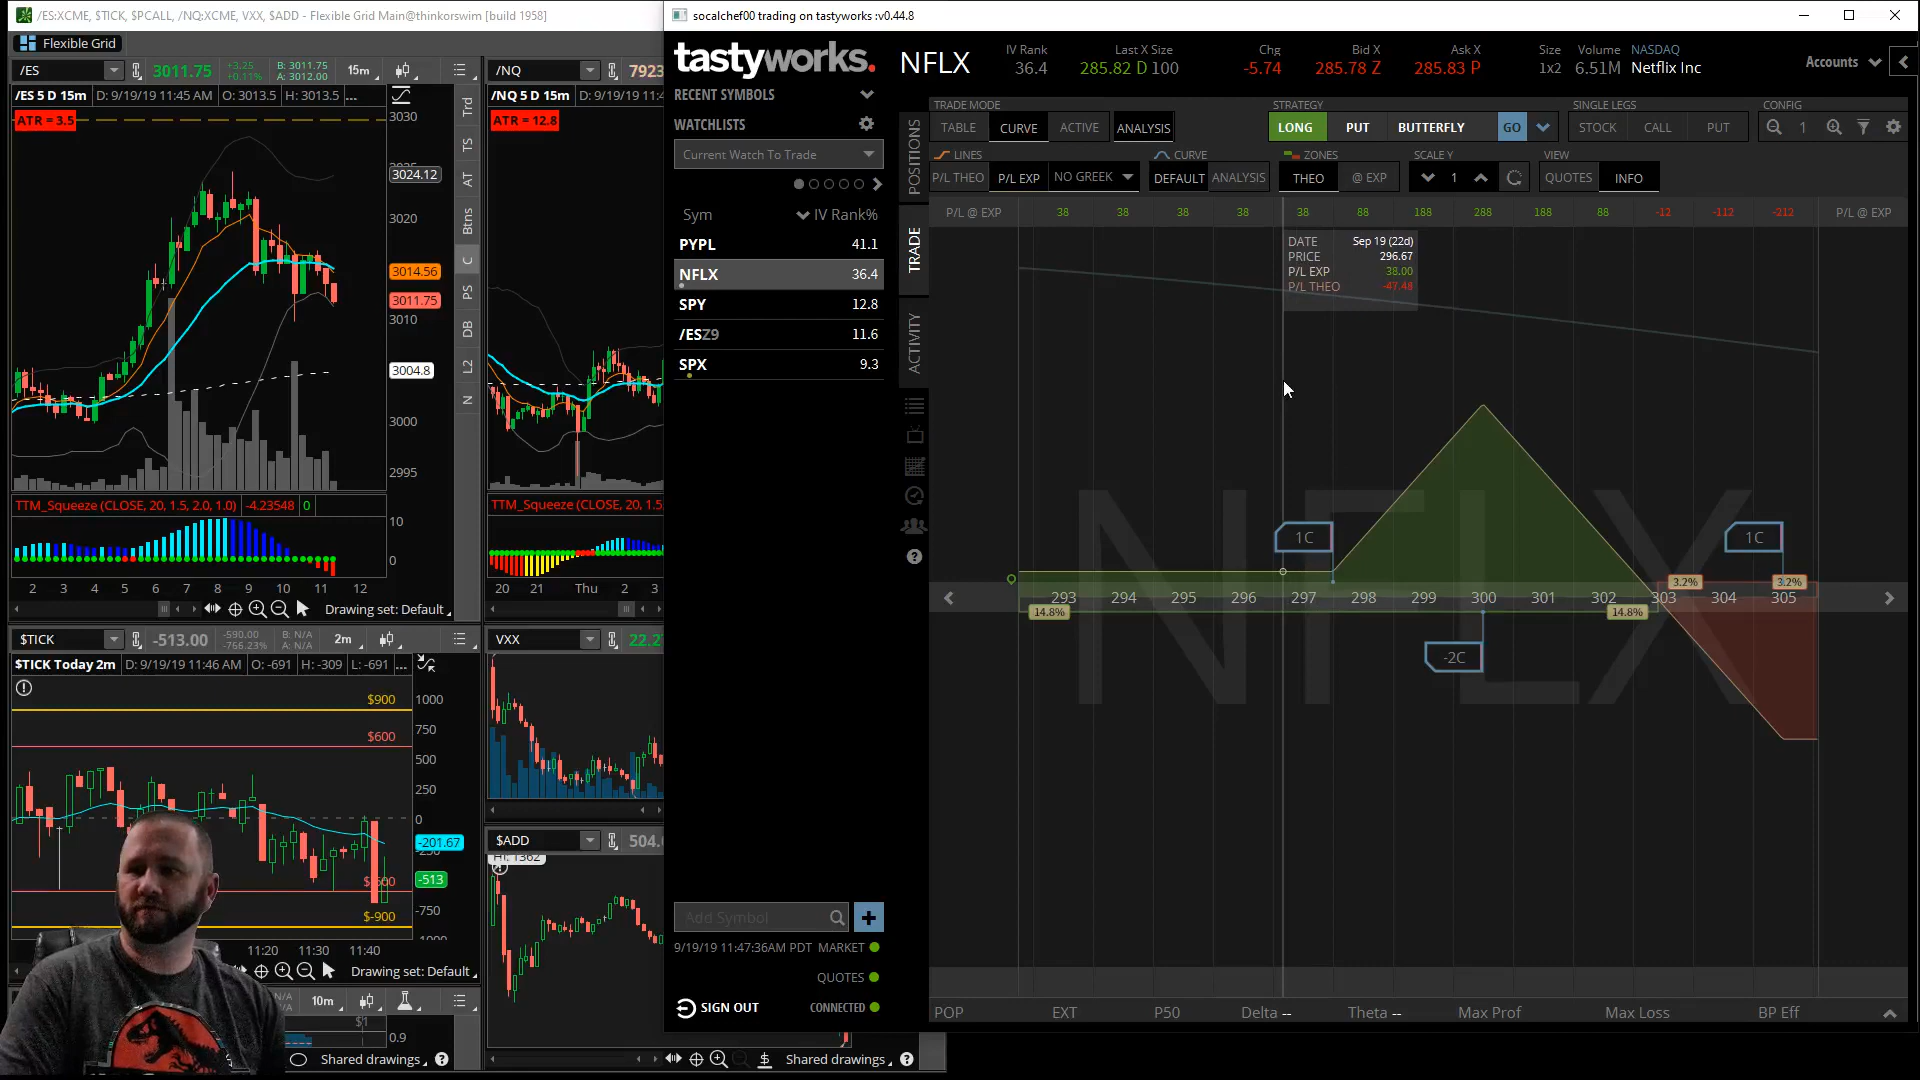 /ES:XCME, $TICK, $PCALL, /NQ:XCME, VXX, $ADD - Flexible Grid Main@thinkorswim [build 1958]
Flexible Grid
/ES 3011.75 +3.25 +0.11% B: 3011.75 A: 3012.00 15m
/ES 5 D 15m D: 9/19/19 11:45 AM O: 3013.5 H: 3013.5 ...
ATR = 3.5
3030
3024.12
3020
3014.56
3011.75
3010
3004.8
3000
2995
TTM_Squeeze (CLOSE, 20, 1.5, 2.0, 1.0) -4.23548 0
10
0
2 3 4 5 6 7 8 9 10 11 12
Drawing set: Default
Trd
TS
AT
Btns
C
PS
DB
L2
N
/NQ 7923
/NQ 5 D 15m D: 9/19/19 11:4
ATR = 12.8
TTM_Squeeze (CLOSE, 20, 1.5
20 21 Thu 2 3
$TICK -513.00 -590.00 -766.23% B: N/A A: N/A 2m
$TICK Today 2m D: 9/19/19 11:46 AM O: -691 H: -309 L: -691 ...
$900
$600
$-900
1000
750
500
250
0
-201.67
-513
-750
11:20 11:30 11:40
Drawing set: Default
N/A
N/A
10m
$1
0.9
Shared drawings
VXX 22.2
$ADD 504.
Hi: 1362
Shared drawings
socalchef00 trading on tastyworks :v0.44.8
tastyworks.
RECENT SYMBOLS
WATCHLISTS
Current Watch To Trade
Sym IV Rank%
PYPL 41.1
NFLX 36.4
SPY 12.8
/ESZ9 11.6
SPX 9.3
Add Symbol
9/19/19 11:47:36AM PDT MARKET
QUOTES
SIGN OUT CONNECTED
POSITIONS
TRADE
ACTIVITY
NFLX
IV Rank 36.4
Last X Size 285.82 D 100
Chg -5.74
Bid X 285.78 Z
Ask X 285.83 P
Size 1x2
Volume 6.51M
NASDAQ Netflix Inc
Accounts
TRADE MODE STRATEGY SINGLE LEGS CONFIG
TABLE CURVE ACTIVE ANALYSIS LONG PUT BUTTERFLY GO STOCK CALL PUT 1
LINES CURVE ZONES SCALE Y VIEW
P/L THEO P/L EXP NO GREEK DEFAULT ANALYSIS THEO @ EXP 1 QUOTES INFO
P/L @ EXP 38 38 38 38 38 88 188 288 188 88 -12 -112 -212 P/L @ EXP
DATE Sep 19 (22d)
PRICE 296.67
P/L EXP 38.00
P/L THEO -47.48
NFLX
1C 1C
3.2% 3.2%
293 294 295 296 297 298 299 300 301 302 303 304 305
14.8% 14.8%
-2C
POP EXT P50 Delta -- Theta -- Max Prof Max Loss BP Eff